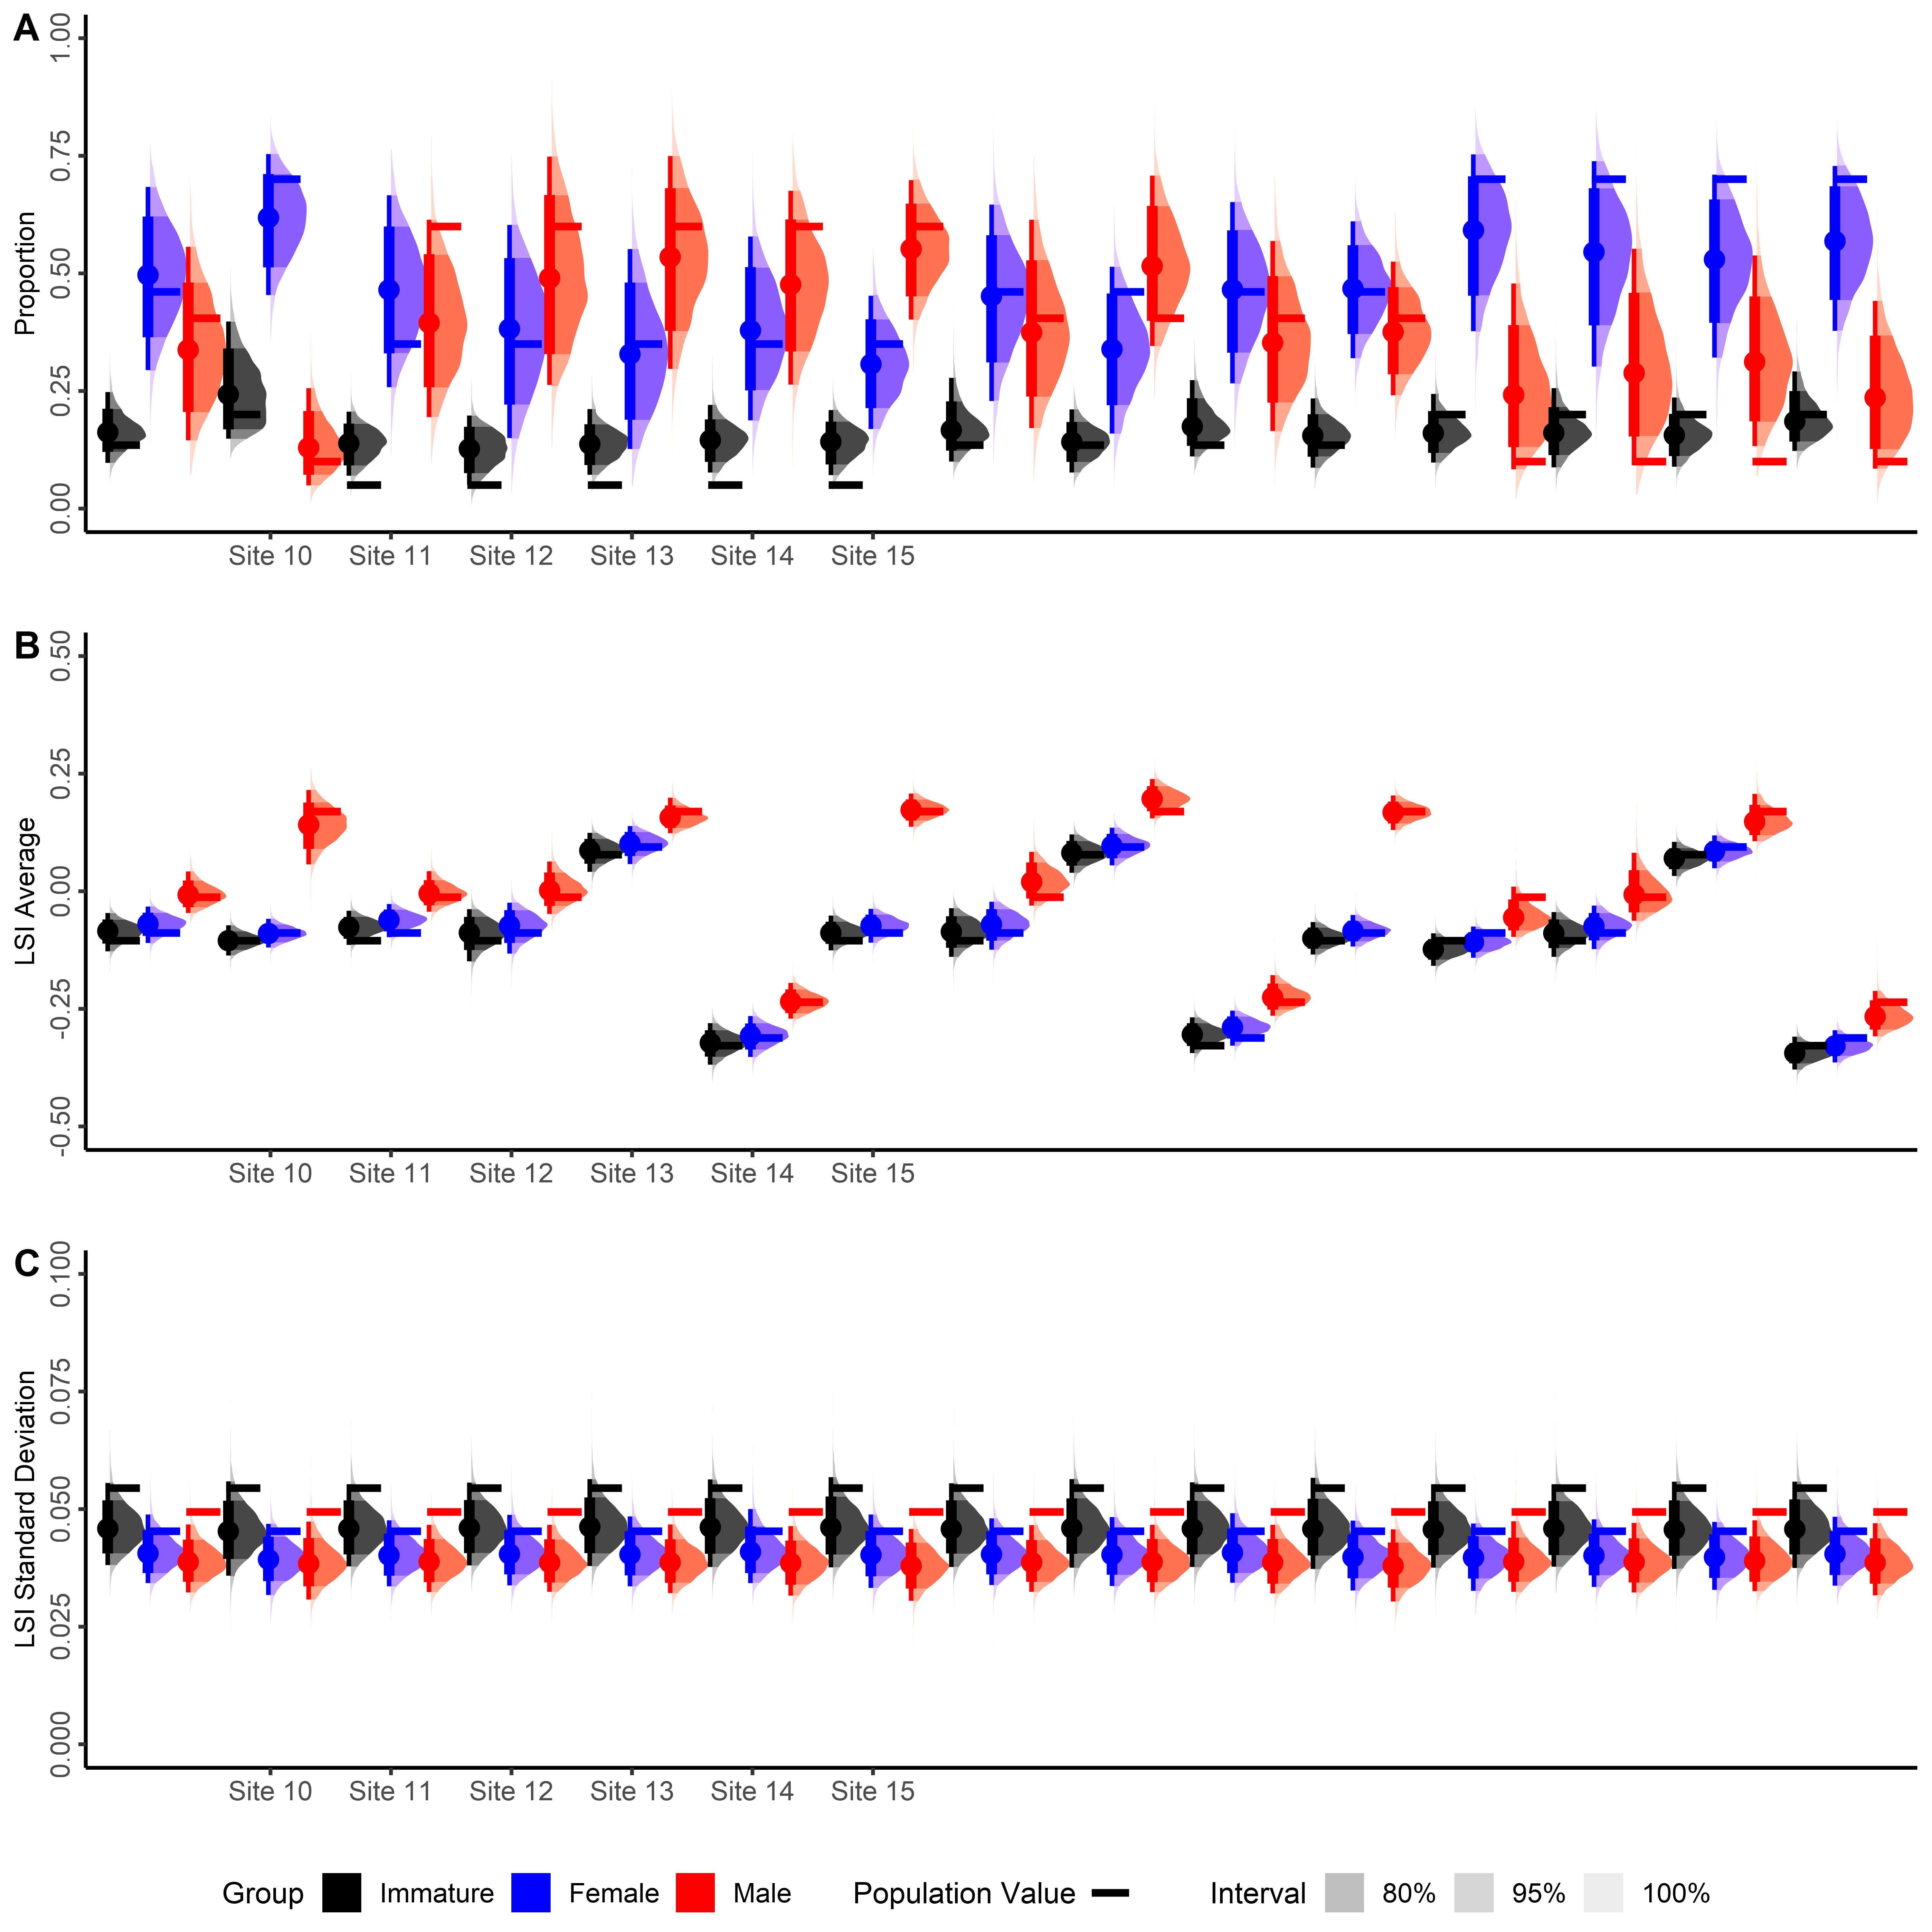 A
Proportion
1.00
0.75
0.50
0.25
0.00
Site 10 Site 11 Site 12 Site 13 Site 14 Site 15
B
LSI Average
0.50
0.25
0.00
-0.25
-0.50
Site 10 Site 11 Site 12 Site 13 Site 14 Site 15
C
LSI Standard Deviation
0.100
0.075
0.050
0.025
0.000
Site 10 Site 11 Site 12 Site 13 Site 14 Site 15
Group Immature Female Male Population Value Interval 80% 95% 100%